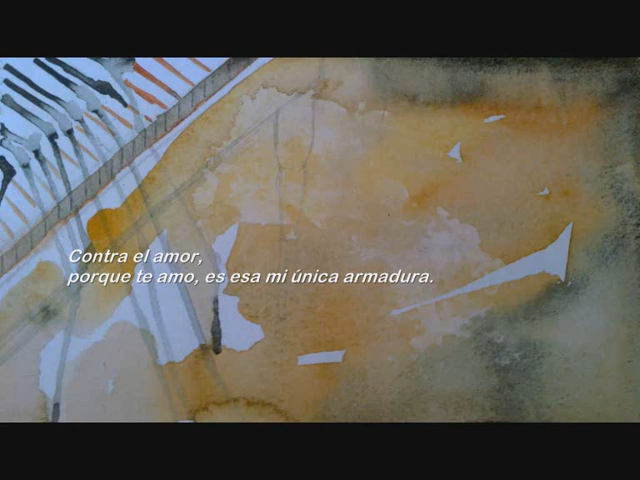 Contra el amor,
porque te amo, es esa mi única armadura.